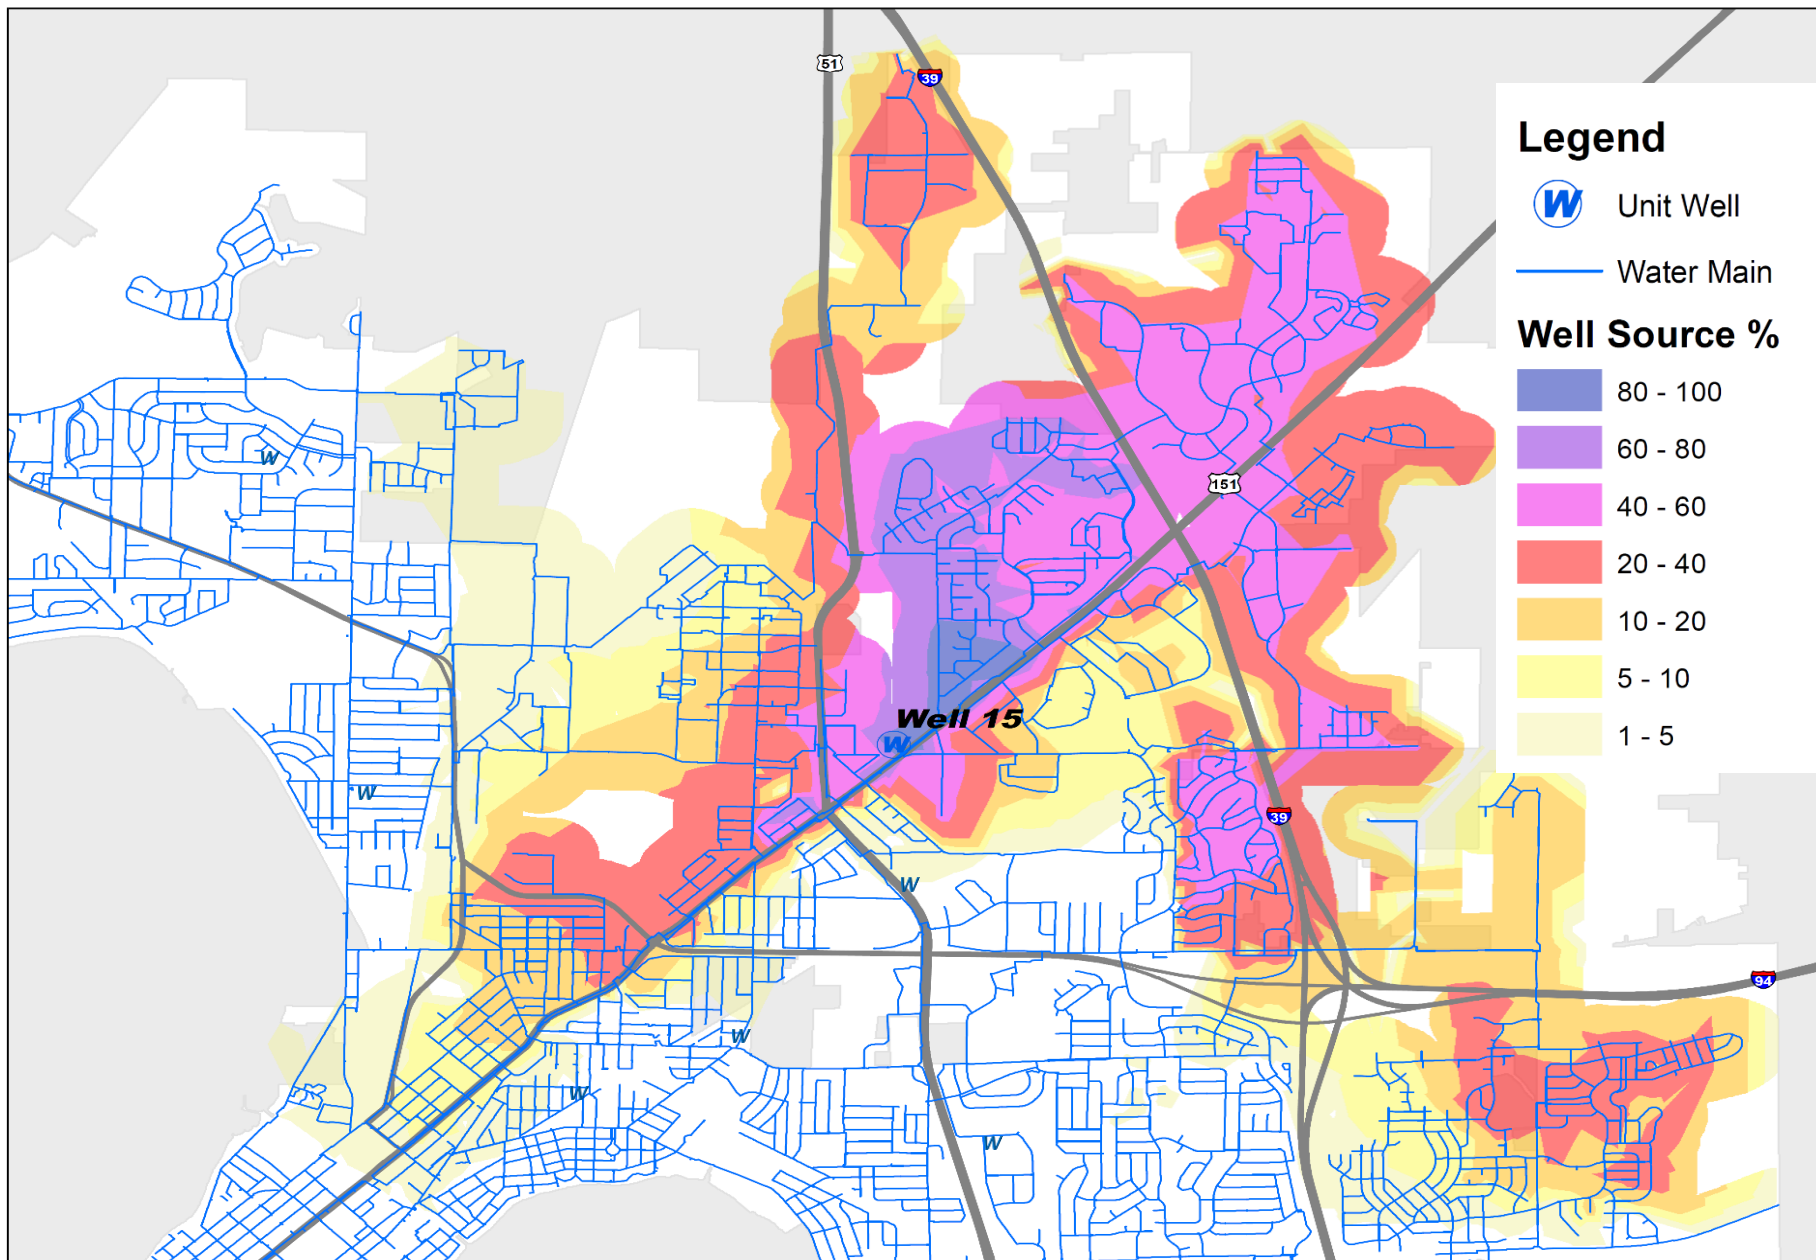 51
39
Legend
W Unit Well
Water Main
Well Source %
80 - 100
60 - 80
151
40 - 60
20 - 40
10 - 20
5 - 10
1 - 5
W
Well 15
W
W
39
W
94
W
W
W